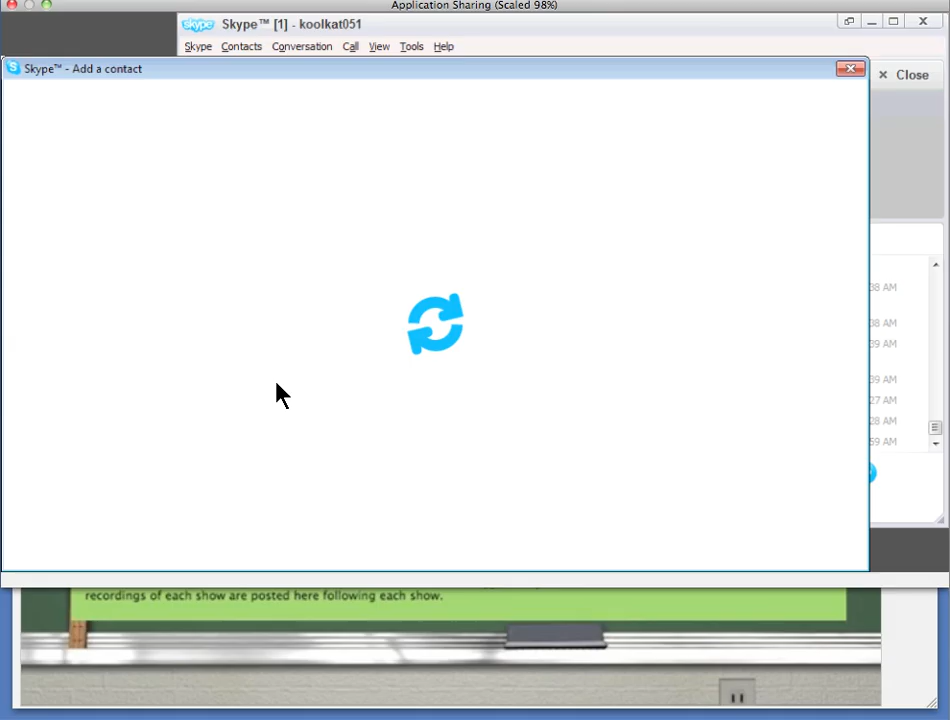 Application Sharing (Scaled 98%)
skype Skype™ [1] - koolkat051
Skype Contacts Conversation Call View Tools Help
Skype™ - Add a contact
× Close
38 AM
38 AM
39 AM
39 AM
27 AM
28 AM
59 AM
recordings of each show are posted here following each show.